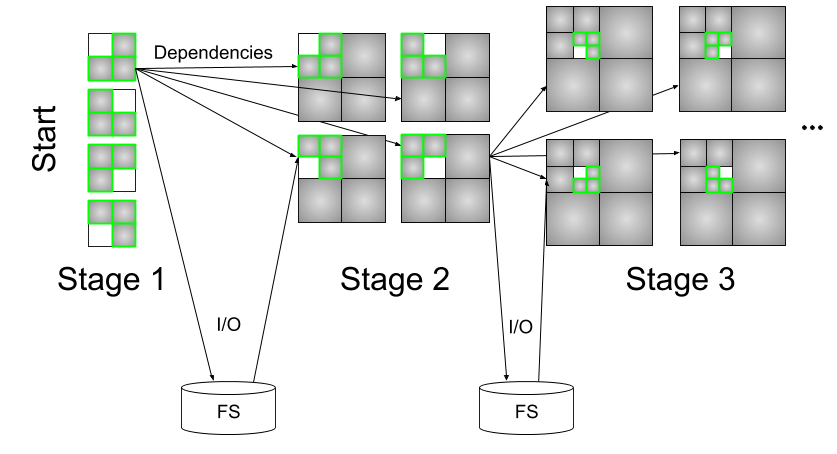 Start
Dependencies
Stage 1
Stage 2
Stage 3
...
I/O
I/O
FS
FS